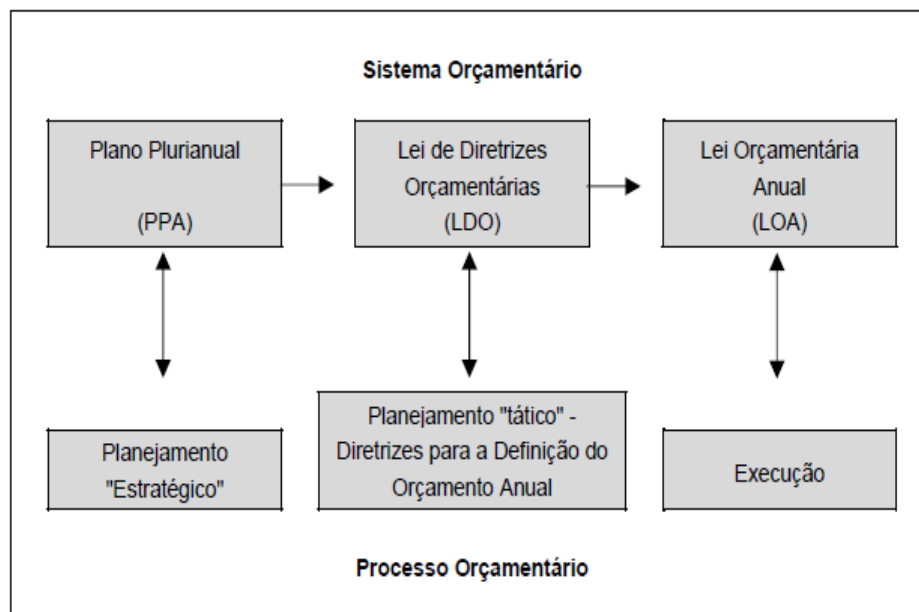 Sistema Orçamentário
Plano Plurianual
(PPA)
Lei de Diretrizes
Orçamentárias
(LDO)
Lei Orçamentária
Anual
(LOA)
Planejamento
"Estratégico"
Planejamento "tático" -
Diretrizes para a Definição do
Orçamento Anual
Execução
Processo Orçamentário